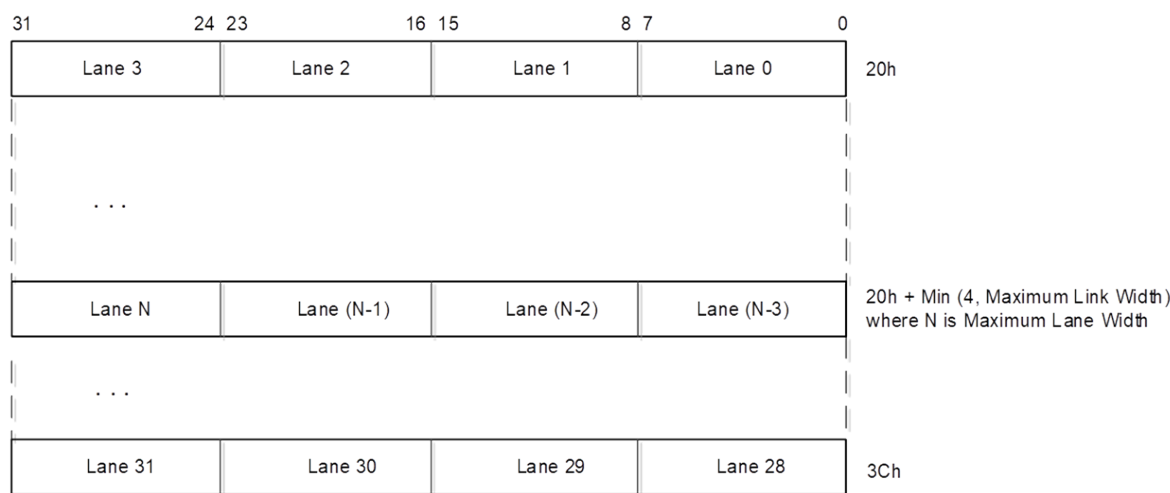 31 24 23 16 15 8 7 0
Lane 3 Lane 2 Lane 1 Lane 0 20h
. . .
Lane N Lane (N-1) Lane (N-2) Lane (N-3) 20h + Min (4, Maximum Link Width)
where N is Maximum Lane Width
. . .
Lane 31 Lane 30 Lane 29 Lane 28 3Ch